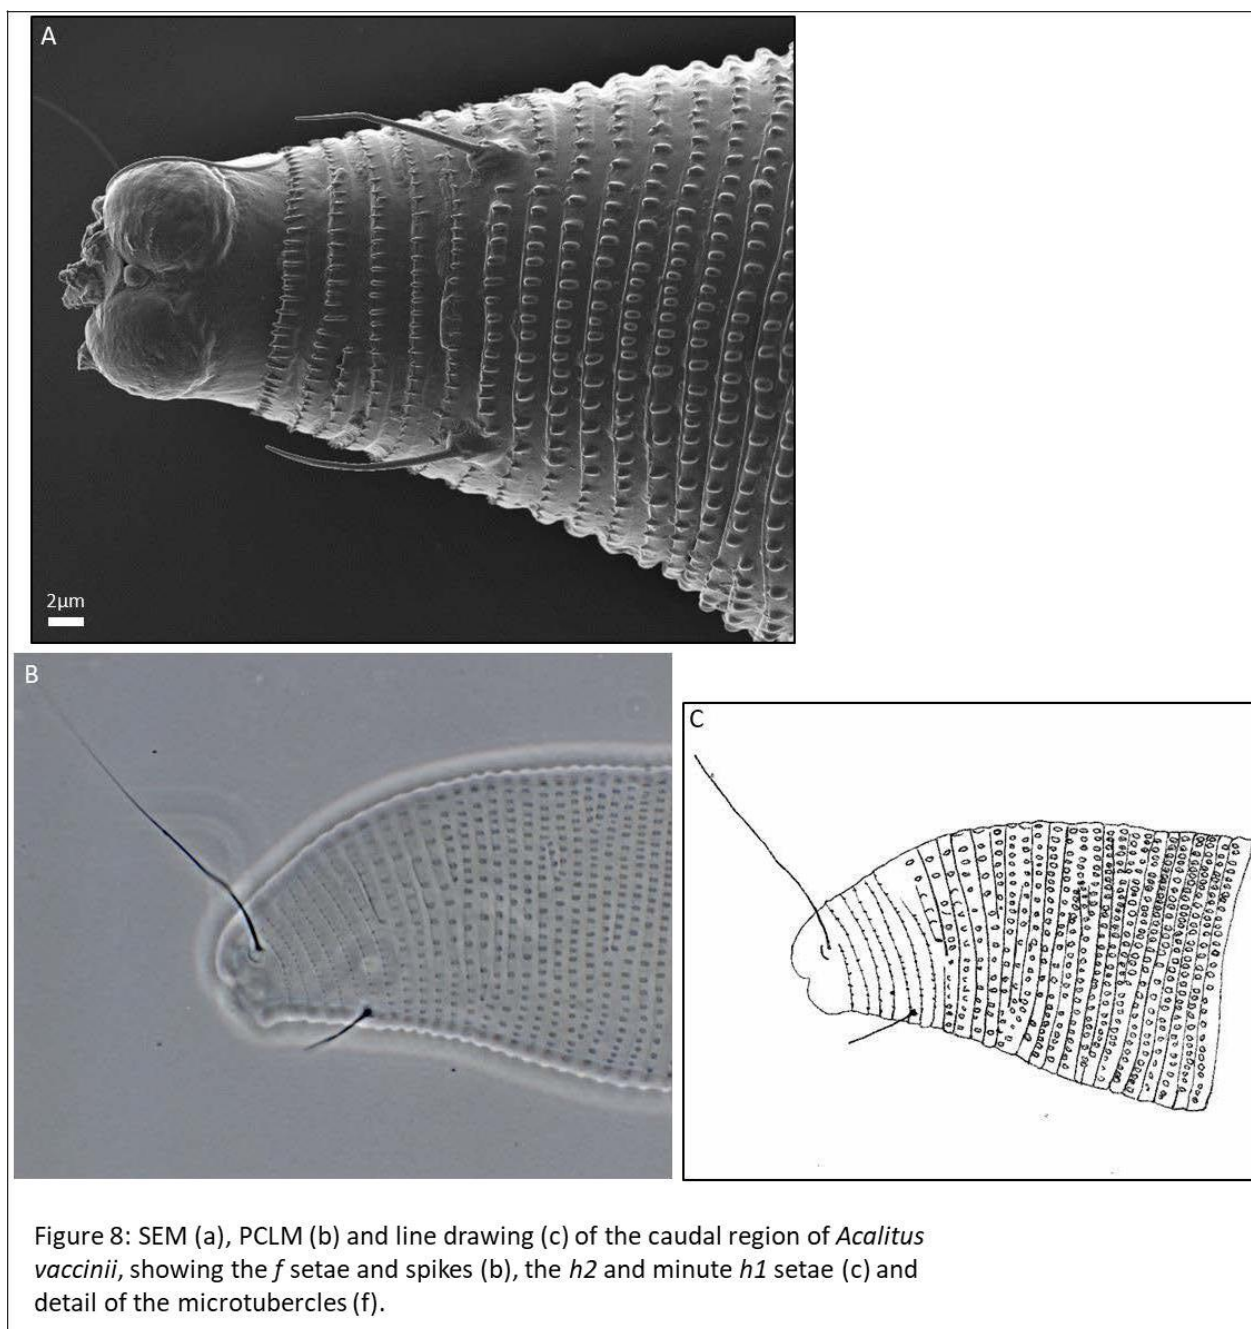 A
2µm
B
C
Figure 8: SEM (a), PCLM (b) and line drawing (c) of the caudal region of Acalitus
vaccinii, showing the f setae and spikes (b), the h2 and minute h1 setae (c) and
detail of the microtubercles (f).